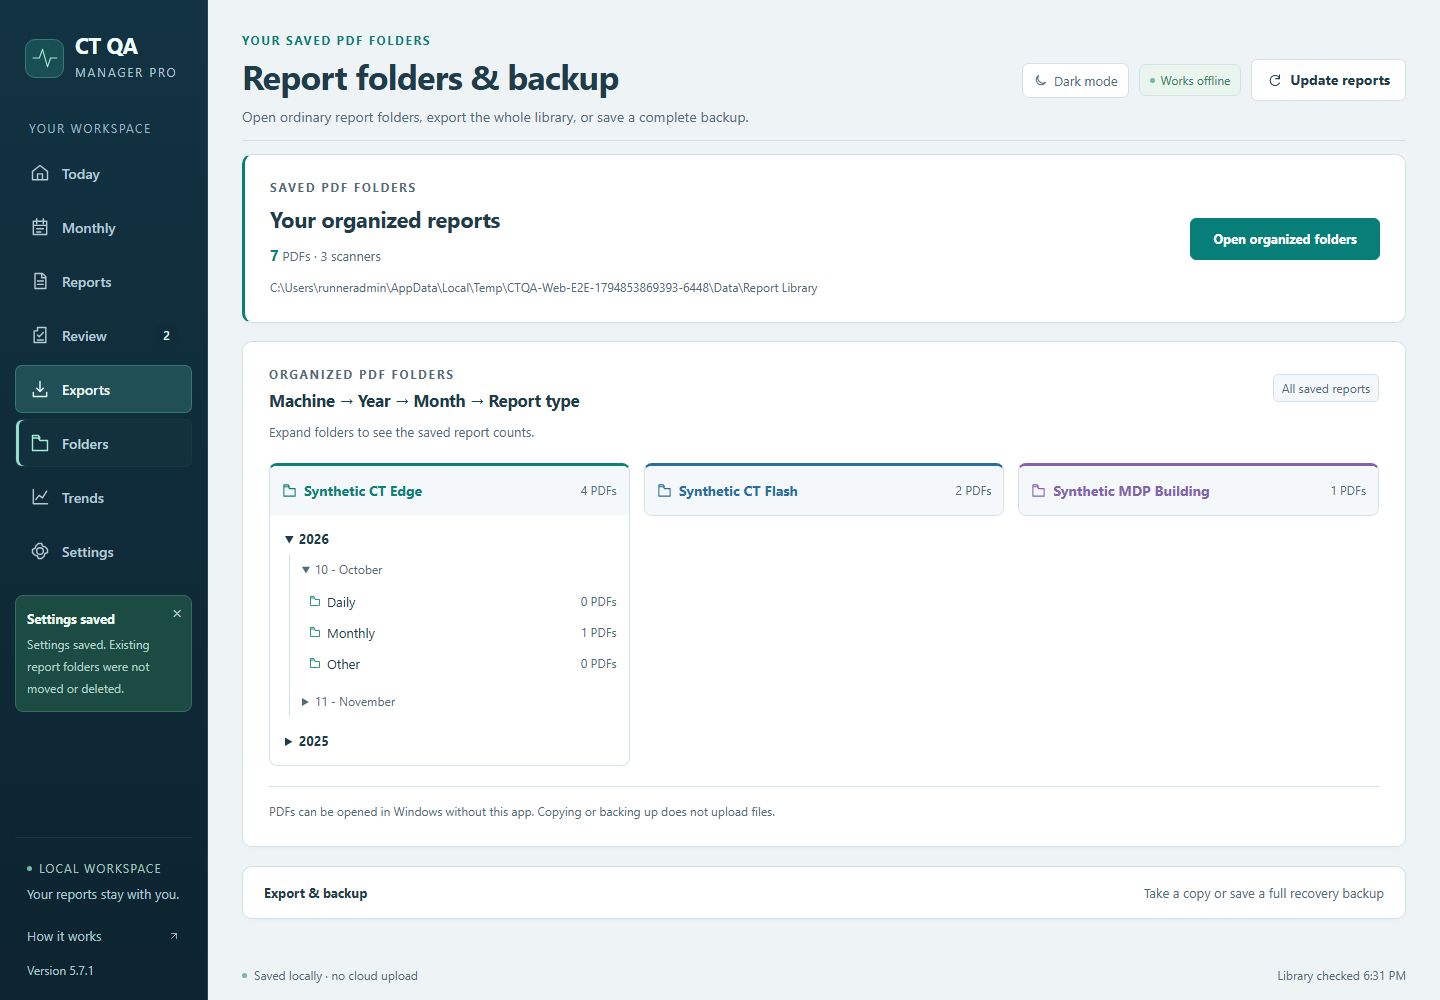 CT QA
MANAGER PRO
YOUR WORKSPACE
Today
Monthly
Reports
Review 2
Exports
Folders
Trends
Settings
Settings saved ×
Settings saved. Existing
report folders were not
moved or deleted.
LOCAL WORKSPACE
Your reports stay with you.
How it works
Version 5.7.1
YOUR SAVED PDF FOLDERS
Report folders & backup
Open ordinary report folders, export the whole library, or save a complete backup.
Dark mode
Works offline
Update reports
SAVED PDF FOLDERS
Your organized reports
7 PDFs · 3 scanners
C:\Users\runneradmin\AppData\Local\Temp\CTQA-Web-E2E-1794853869393-6448\Data\Report Library
Open organized folders
ORGANIZED PDF FOLDERS
Machine → Year → Month → Report type
Expand folders to see the saved report counts.
All saved reports
Synthetic CT Edge 4 PDFs
2026
10 - October
Daily 0 PDFs
Monthly 1 PDFs
Other 0 PDFs
11 - November
2025
Synthetic CT Flash 2 PDFs
Synthetic MDP Building 1 PDFs
PDFs can be opened in Windows without this app. Copying or backing up does not upload files.
Export & backup
Take a copy or save a full recovery backup
Saved locally · no cloud upload
Library checked 6:31 PM